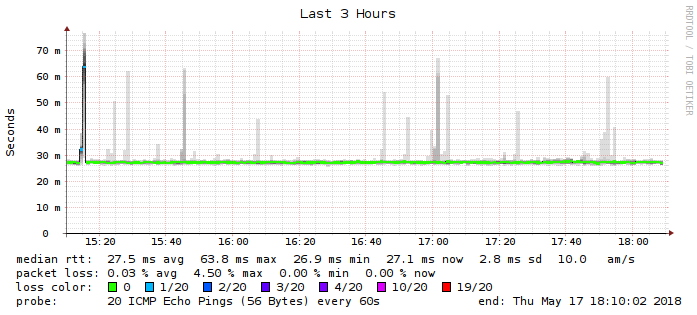 Last 3 Hours
RRDTOOL / TOBI OETIKER
Seconds
70 m
60 m
50 m
40 m
30 m
20 m
10 m
0
15:20 15:40 16:00 16:20 16:40 17:00 17:20 17:40 18:00
median rtt: 27.5 ms avg 63.8 ms max 26.9 ms min 27.1 ms now 2.8 ms sd 10.0 am/s
packet loss: 0.03 % avg 4.50 % max 0.00 % min 0.00 % now
loss color: 0 1/20 2/20 3/20 4/20 10/20 19/20
probe: 20 ICMP Echo Pings (56 Bytes) every 60s end: Thu May 17 18:10:02 2018